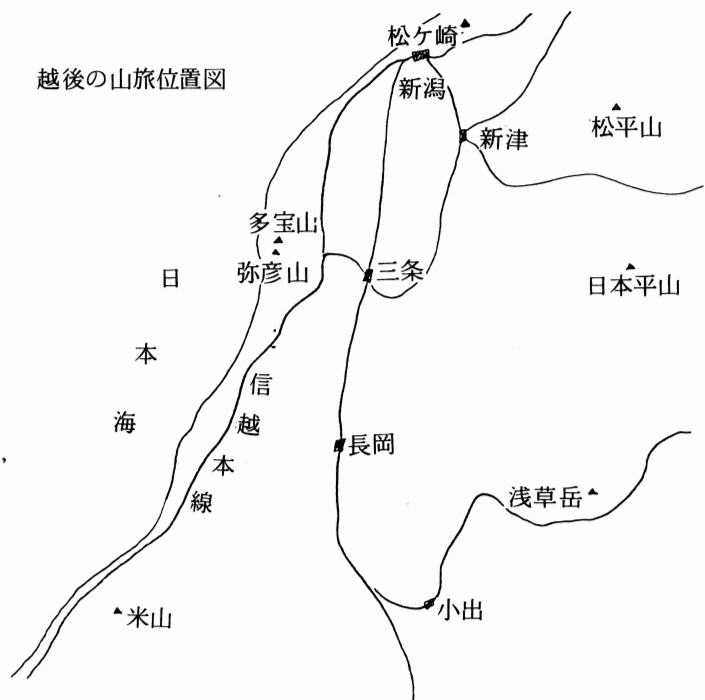 松ヶ崎
越後の山旅位置図
新潟
松平山
新津
多宝山
弥彦山
三条
日本平山
日本海
信越本線
長岡
浅草岳
小出
米山